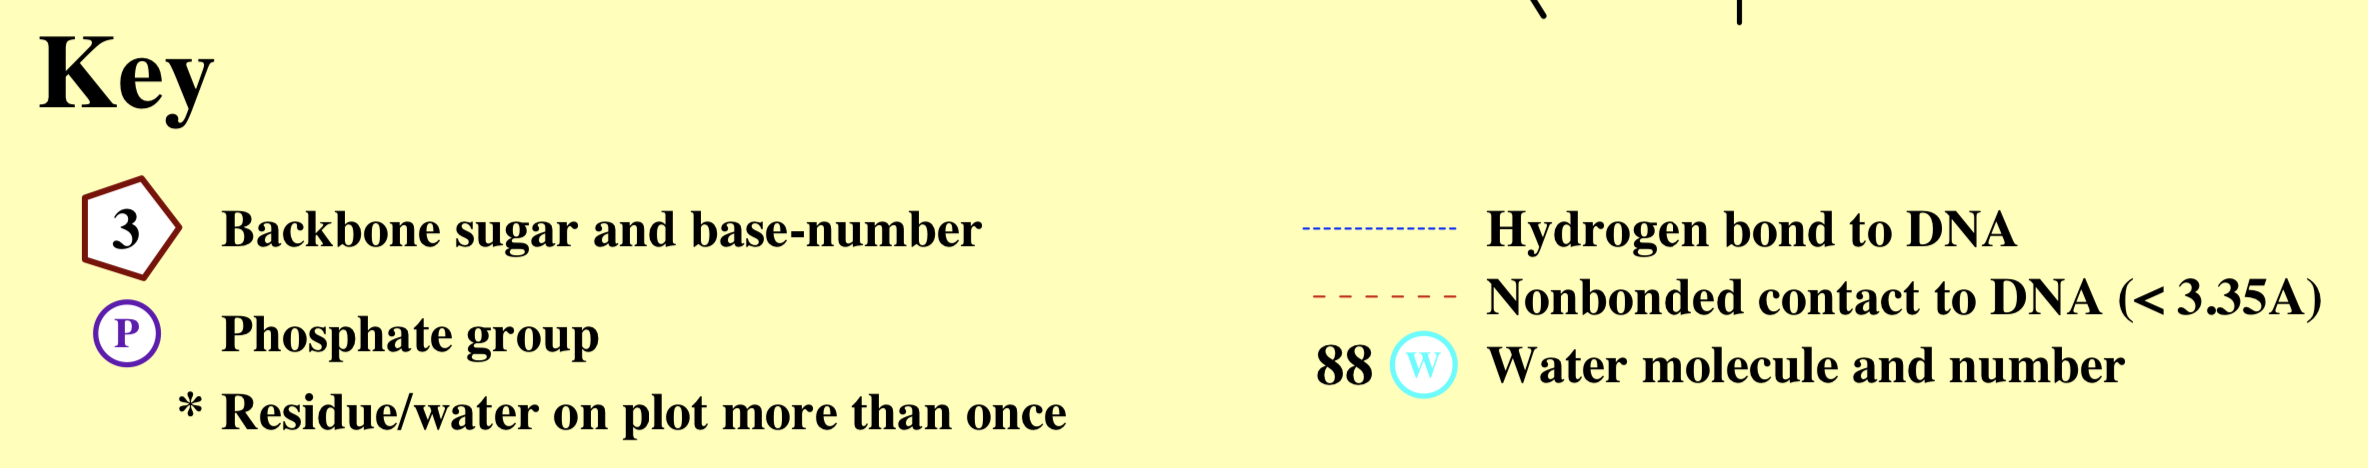 Key
3 Backbone sugar and base-number
P Phosphate group
* Residue/water on plot more than once
Hydrogen bond to DNA
Nonbonded contact to DNA (< 3.35A)
88 W Water molecule and number